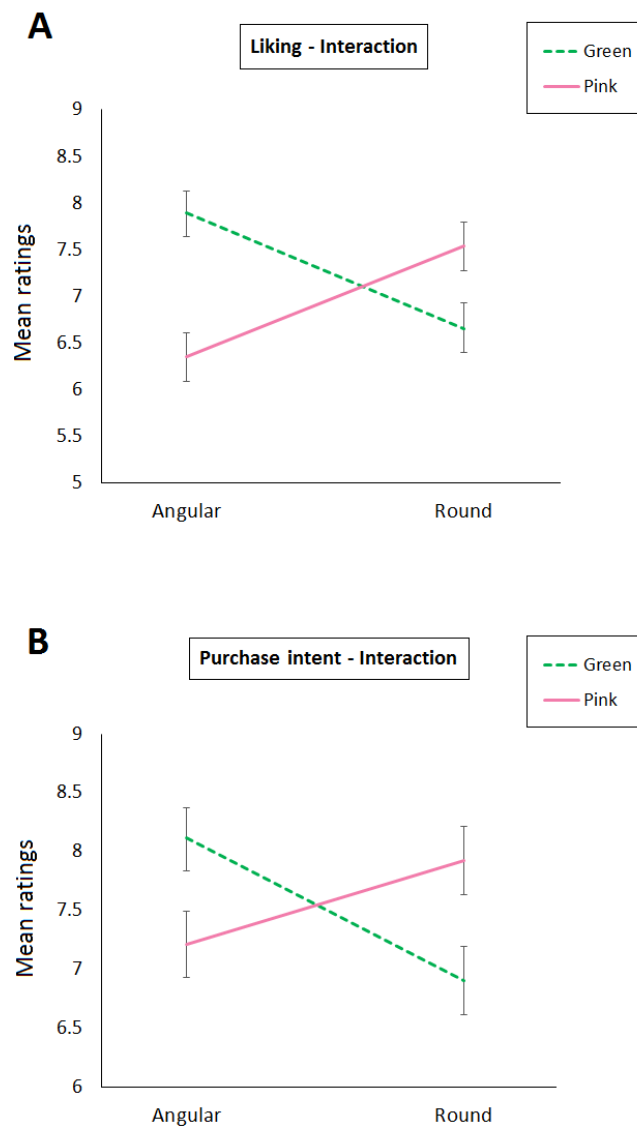 A
Liking - Interaction
Green
Pink
9
8.5
8
7.5
7
6.5
6
5.5
5
Mean ratings
Angular
Round
B
Purchase intent - Interaction
Green
Pink
9
8.5
8
7.5
7
6.5
6
Mean ratings
Angular
Round